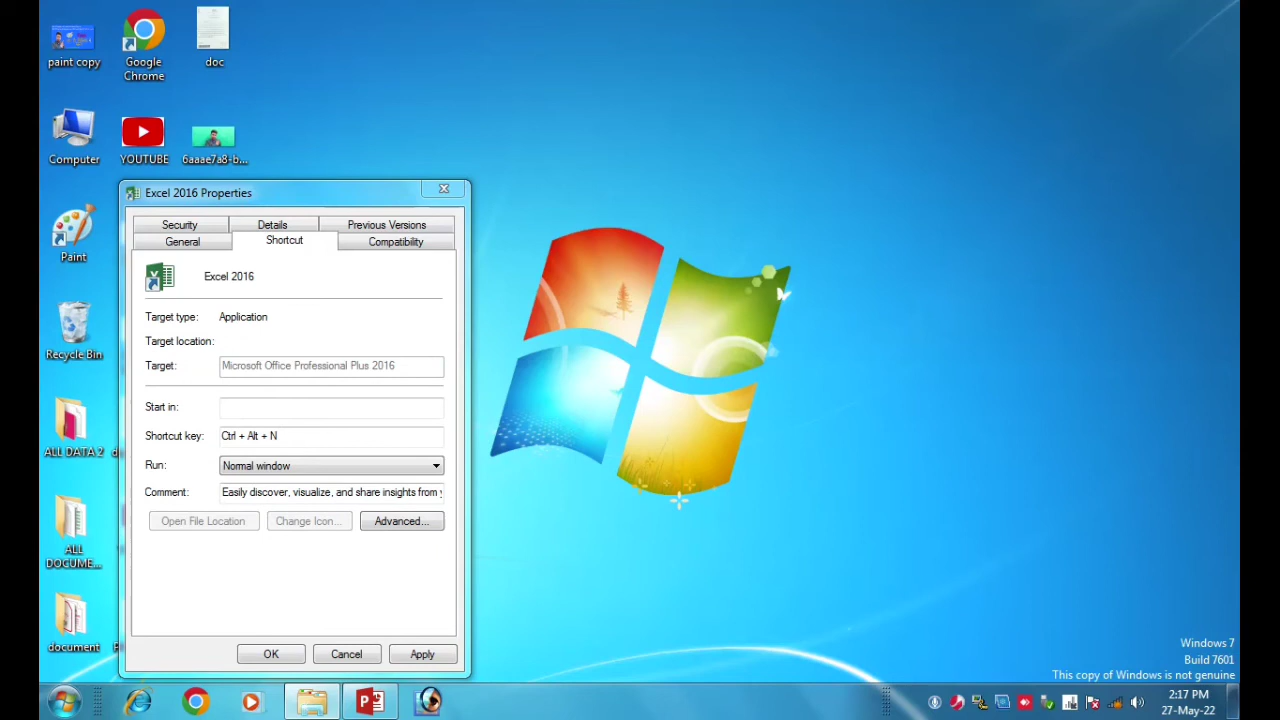 paint copy
Google
Chrome
doc
Computer
YOUTUBE
6aaae7a8-b...
Paint
Recycle Bin
ALL DATA 2
ALL
DOCUME...
document
Excel 2016 Properties
Security
Details
Previous Versions
General
Shortcut
Compatibility
Excel 2016
Target type:
Application
Target location:
Target:
Microsoft Office Professional Plus 2016
Start in:
Shortcut key:
Ctrl + Alt + N
Run:
Normal window
Comment:
Easily discover, visualize, and share insights from
Open File Location
Change Icon...
Advanced...
OK
Cancel
Apply
Windows 7
Build 7601
This copy of Windows is not genuine
2:17 PM
27-May-22